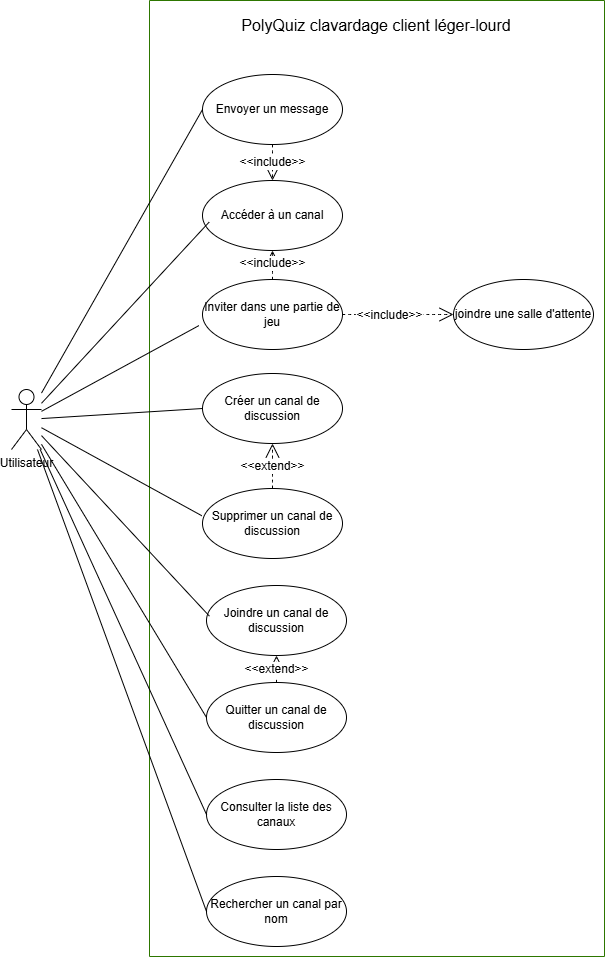 PolyQuiz clavardage client léger-lourd
Envoyer un message
<<include>>
Accéder à un canal
<<include>>
Inviter dans une partie de
jeu
<<include>>
joindre une salle d'attente
Créer un canal de
discussion
<<extend>>
Utilisateur
Supprimer un canal de
discussion
Joindre un canal de
discussion
<<extend>>
Quitter un canal de
discussion
Consulter la liste des
canaux
Rechercher un canal par
nom